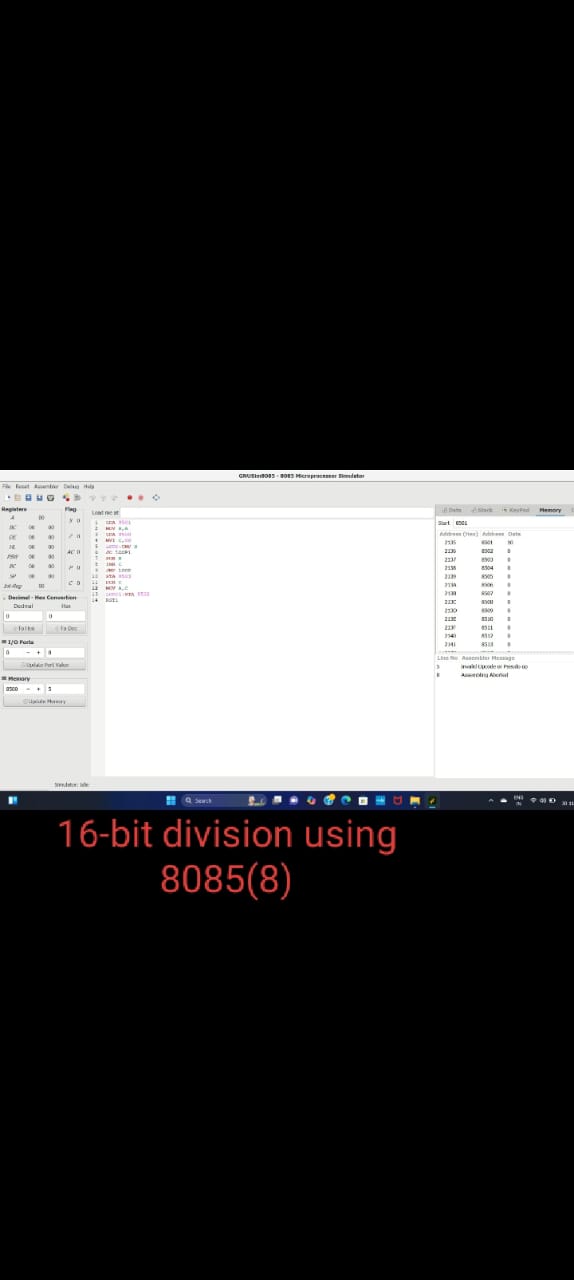 GNUSim8085 - 8085 Microprocessor Simulator
File Reset Assembler Debug Help
Registers
Flag
Load me at
A 00
BC 00 00
DE 00 00
HL 00 00
PSW 00 00
PC 00 00
SP 00 00
Int-Reg 00
S 0
Z 0
AC 0
P 0
C 0
1 LDA 8501
2 MOV B,A
3 LDA 8500
4 MVI C,00
5 LOOP:CMP B
6 JC LOOP1
7 SUB B
8 INR C
9 JMP LOOP
10 STA 8503
11 DCR C
12 MOV A,C
13 LOOP1:STA 8502
14 RST1
Decimal - Hex Convertion
Decimal Hex
0 0
To Hex To Dec
I/O Ports
0 - + 0
Update Port Value
Memory
8500 - + 5
Update Memory
Simulator: Idle
Data Stack KeyPad Memory
Start 8501
Address (Hex) Address Data
2135 8501 10
2136 8502 0
2137 8503 0
2138 8504 0
2139 8505 0
213A 8506 0
213B 8507 0
213C 8508 0
213D 8509 0
213E 8510 0
213F 8511 0
2140 8512 0
2141 8513 0
Line No Assembler Message
Invalid Opcode or Pseudo op
0 Assembling Aborted
Search
ENG
IN
16-bit division using
8085(8)